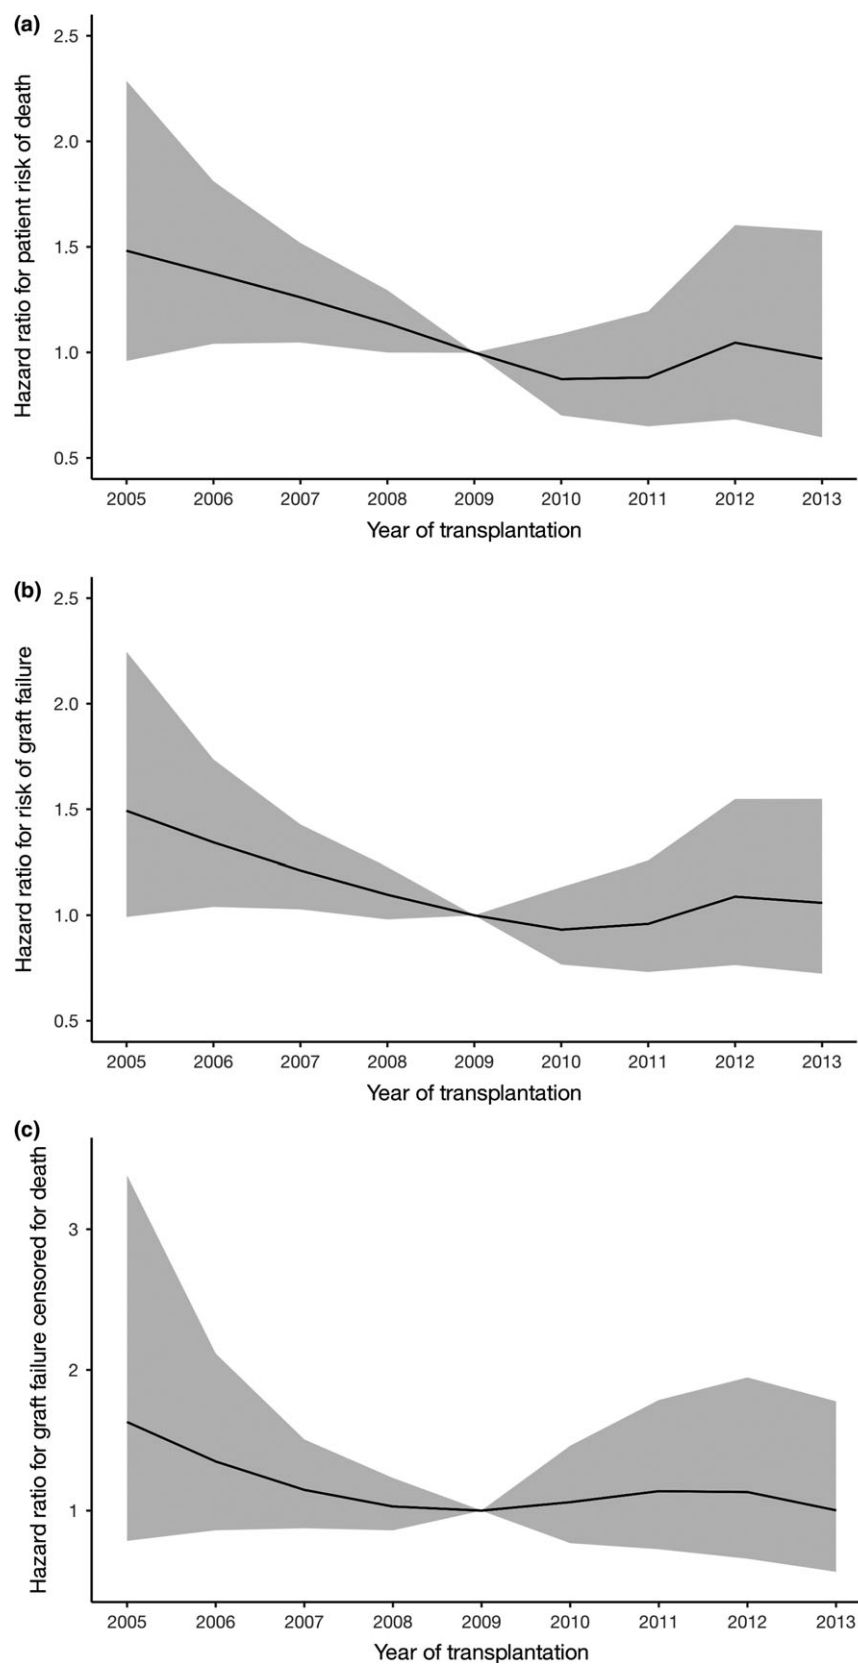 (a)
Hazard ratio for patient risk of death
2.5
2.0
1.5
1.0
0.5
2005 2006 2007 2008 2009 2010 2011 2012 2013
Year of transplantation
(b)
Hazard ratio for risk of graft failure
2.5
2.0
1.5
1.0
0.5
2005 2006 2007 2008 2009 2010 2011 2012 2013
Year of transplantation
(c)
Hazard ratio for graft failure censored for death
3
2
1
2005 2006 2007 2008 2009 2010 2011 2012 2013
Year of transplantation